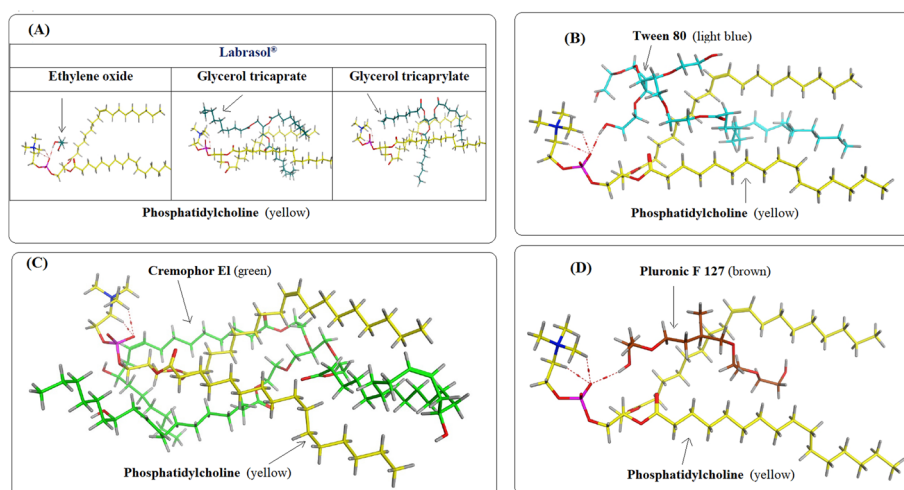 (A)
Labrasol®
Ethylene oxide
Glycerol tricaprate
Glycerol tricaprylate
Phosphatidylcholine (yellow)
(B)
Tween 80 (light blue)
Phosphatidylcholine (yellow)
(C)
Cremophor El (green)
Phosphatidylcholine (yellow)
(D)
Pluronic F 127 (brown)
Phosphatidylcholine (yellow)